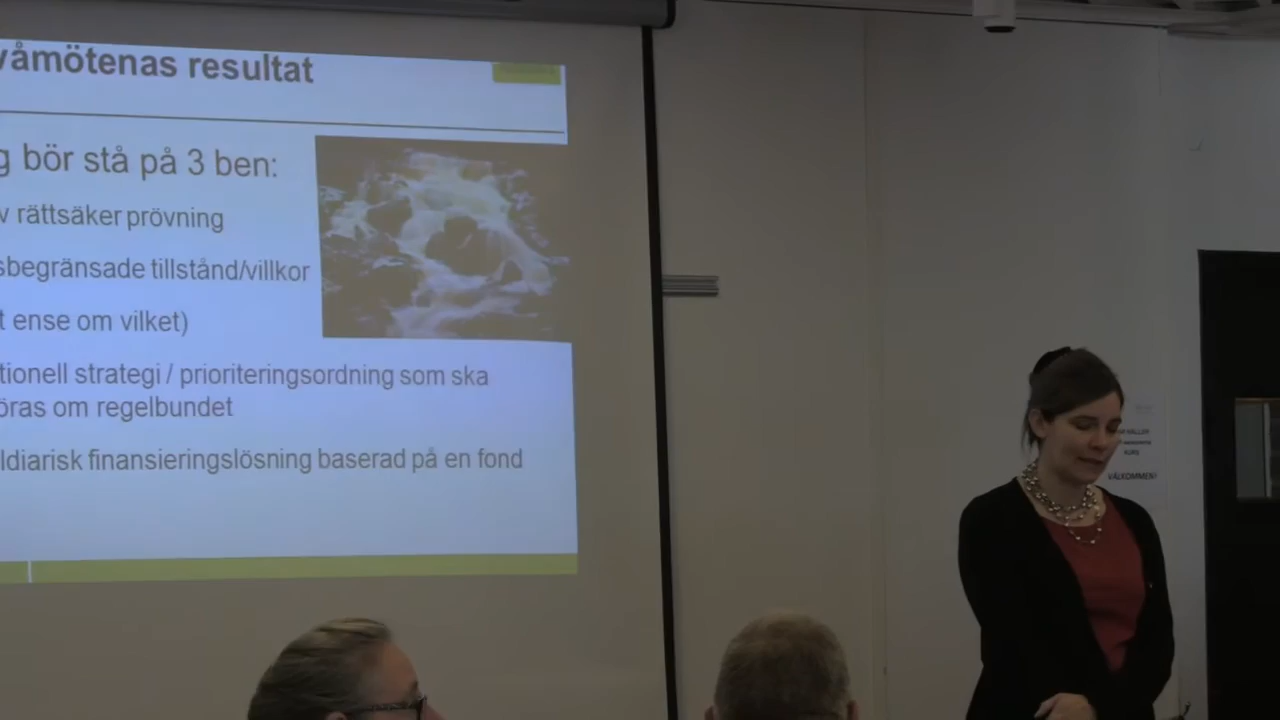 våmötenas resultat
g bör stå på 3 ben:
v rättsäker prövning
sbegränsade tillstånd/villkor
t ense om vilket)
tionell strategi / prioriteringsordning som ska
öras om regelbundet
ldiarisk finansieringslösning baserad på en fond
VÄLKOMMEN!